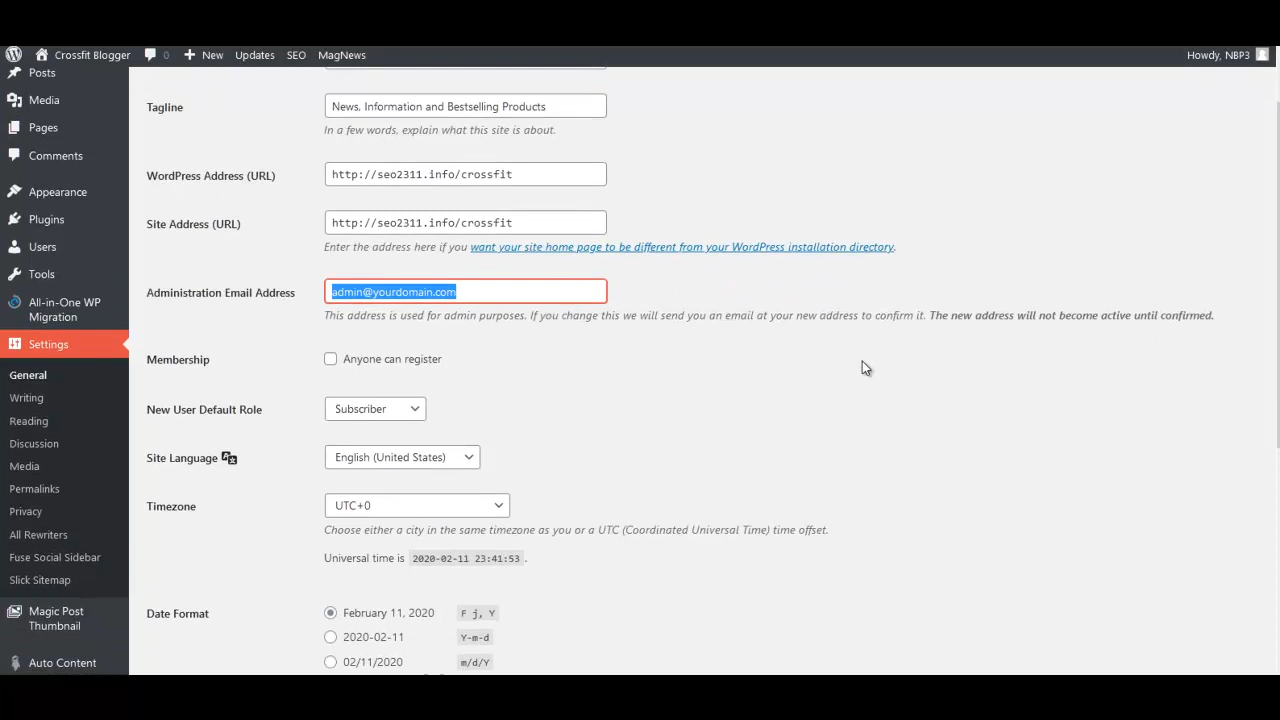 Crossfit Blogger 0 New Updates SEO MagNews Howdy, NBP3
Posts
Media
Pages
Comments
Appearance
Plugins
Users
Tools
All-in-One WP
Migration
Settings
General
Writing
Reading
Discussion
Media
Permalinks
Privacy
All Rewriters
Fuse Social Sidebar
Slick Sitemap
Magic Post
Thumbnail
Auto Content
Tagline News, Information and Bestselling Products
In a few words, explain what this site is about.
WordPress Address (URL) http://seo2311.info/crossfit
Site Address (URL) http://seo2311.info/crossfit
Enter the address here if you want your site home page to be different from your WordPress installation directory.
Administration Email Address admin@yourdomain.com
This address is used for admin purposes. If you change this we will send you an email at your new address to confirm it. The new address will not become active until confirmed.
Membership Anyone can register
New User Default Role Subscriber
Site Language English (United States)
Timezone UTC+0
Choose either a city in the same timezone as you or a UTC (Coordinated Universal Time) time offset.
Universal time is 2020-02-11 23:41:53.
Date Format February 11, 2020 F j, Y
2020-02-11 Y-m-d
02/11/2020 m/d/Y